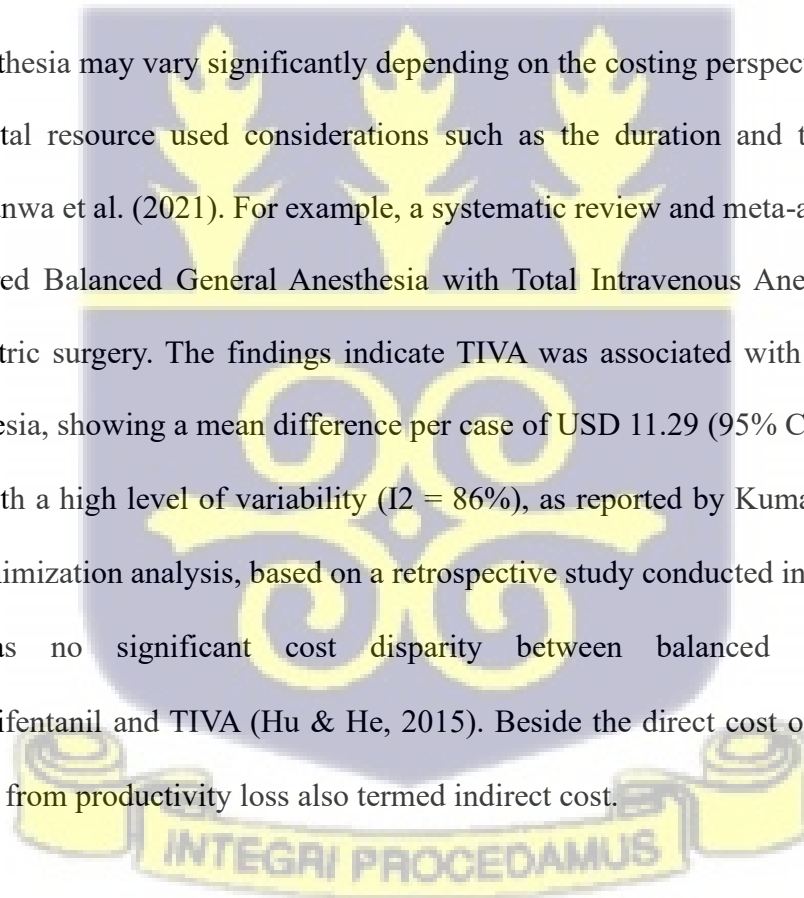 thesia may vary significantly depending on the costing perspect
tal resource used considerations such as the duration and t
nwa et al. (2021). For example, a systematic review and meta-a
red Balanced General Anesthesia with Total Intravenous Ane
tric surgery. The findings indicate TIVA was associated with
esia, showing a mean difference per case of USD 11.29 (95% C
th a high level of variability (I2 = 86%), as reported by Kuma
nimization analysis, based on a retrospective study conducted in
as no significant cost disparity between balanced
ifentanil and TIVA (Hu & He, 2015). Beside the direct cost o
from productivity loss also termed indirect cost.
INTEGRI PROCEDAMUS